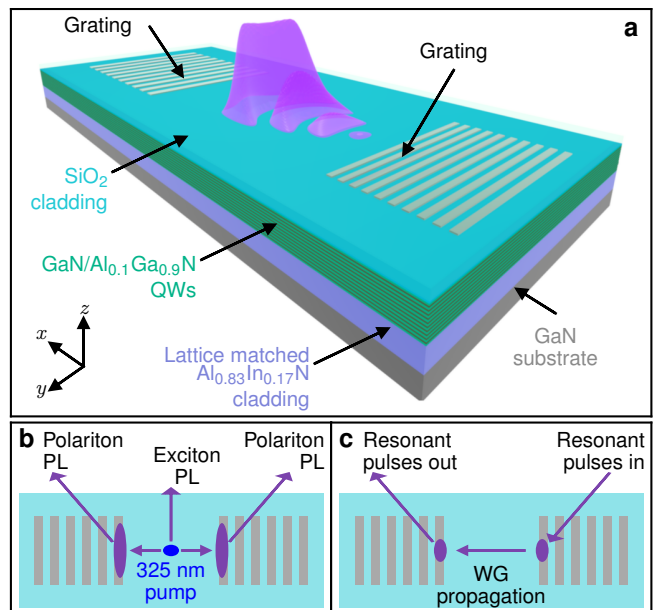 a
Grating
Grating
SiO₂
cladding
GaN/Al₀.₁Ga₀.₉N
QWs
Lattice matched
Al₀.₈₃In₀.₁₇N
cladding
GaN
substrate
z
x
y
b
Polariton
PL
Exciton
PL
Polariton
PL
325 nm
pump
c
Resonant
pulses out
Resonant
pulses in
WG
propagation